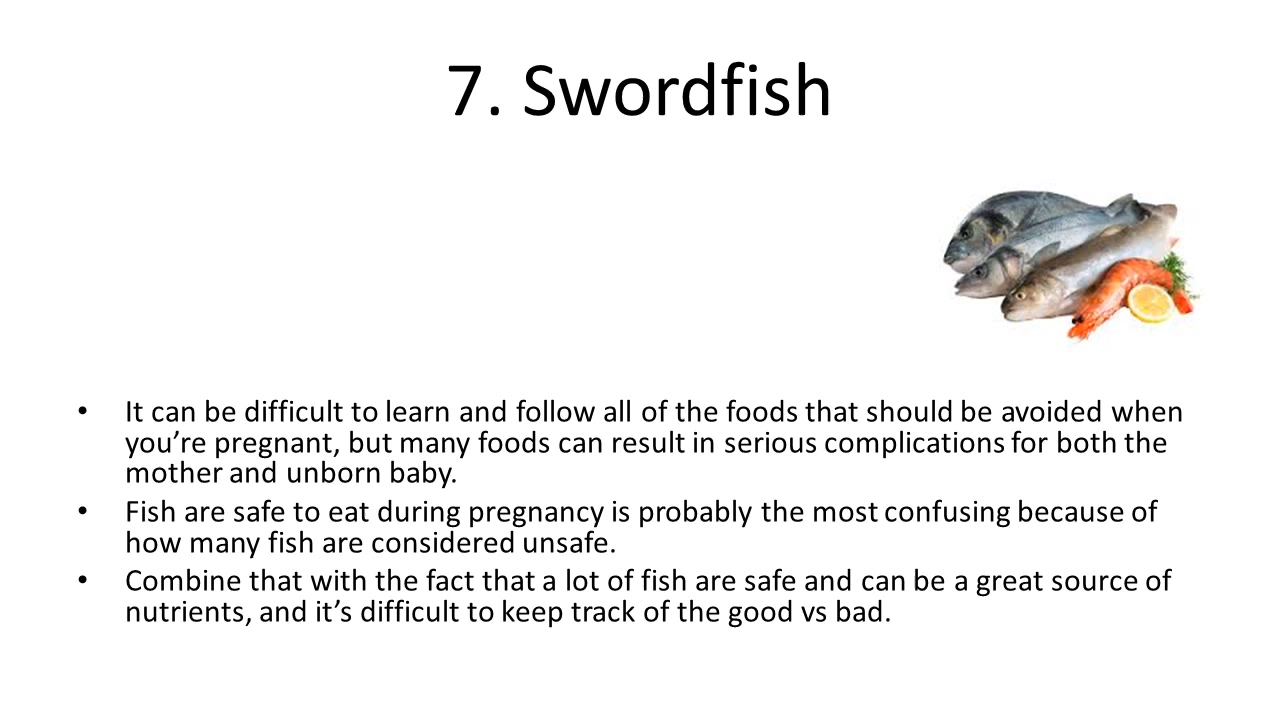 7. Swordfish
• It can be difficult to learn and follow all of the foods that should be avoided when
you’re pregnant, but many foods can result in serious complications for both the
mother and unborn baby.
• Fish are safe to eat during pregnancy is probably the most confusing because of
how many fish are considered unsafe.
• Combine that with the fact that a lot of fish are safe and can be a great source of
nutrients, and it’s difficult to keep track of the good vs bad.